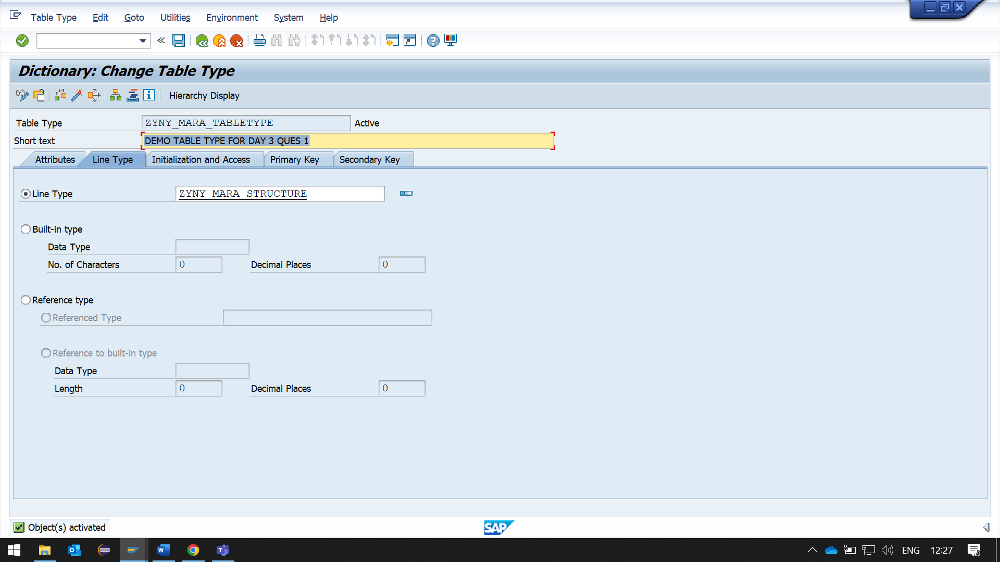 Table Type Edit Goto Utilities Environment System Help
Dictionary: Change Table Type
Hierarchy Display
Table Type ZYNY_MARA_TABLETYPE Active
Short text DEMO TABLE TYPE FOR DAY 3 QUES 1
Attributes Line Type Initialization and Access Primary Key Secondary Key
Line Type ZYNY_MARA_STRUCTURE
Built-in type
Data Type
No. of Characters 0 Decimal Places 0
Reference type
Referenced Type
Reference to built-in type
Data Type
Length 0 Decimal Places 0
Object(s) activated
SAP
ENG 12:27